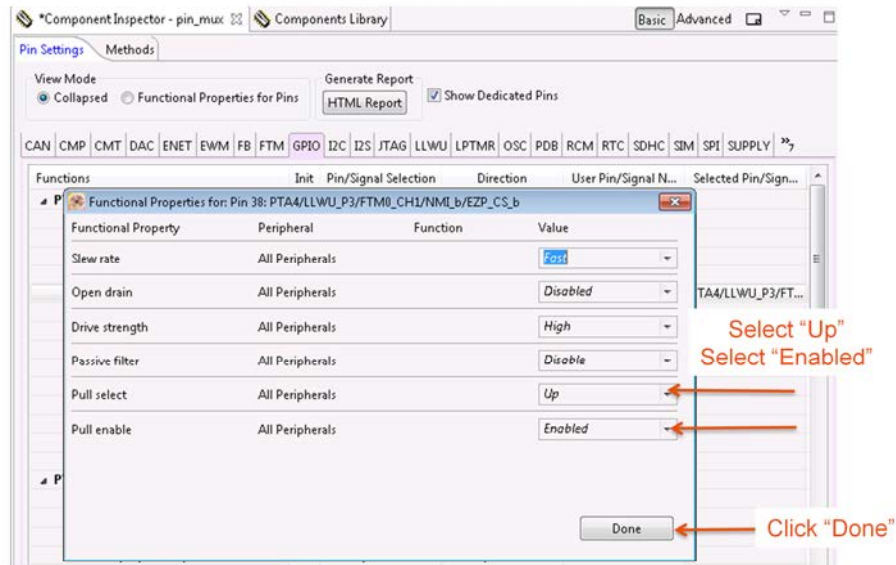 *Component Inspector - pin_mux Components Library Basic Advanced
Pin Settings Methods
View Mode Generate Report
Collapsed Functional Properties for Pins HTML Report Show Dedicated Pins
CAN CMP CMT DAC ENET EWM FB FTM GPIO I2C I2S JTAG LLWU LPTMR OSC PDB RCM RTC SDHC SIM SPI SUPPLY »7
Functions Init Pin/Signal Selection Direction User Pin/Signal N... Selected Pin/Sign...
P Functional Properties for: Pin 38: PTA4/LLWU_P3/FTM0_CH1/NMI_b/EZP_CS_b
Functional Property Peripheral Function Value
Slew rate All Peripherals Fast
Open drain All Peripherals Disabled TA4/LLWU_P3/FT...
Drive strength All Peripherals High
Select “Up”
Passive filter All Peripherals Disable
Select “Enabled”
Pull select All Peripherals Up
Pull enable All Peripherals Enabled
P
Done
Click “Done”